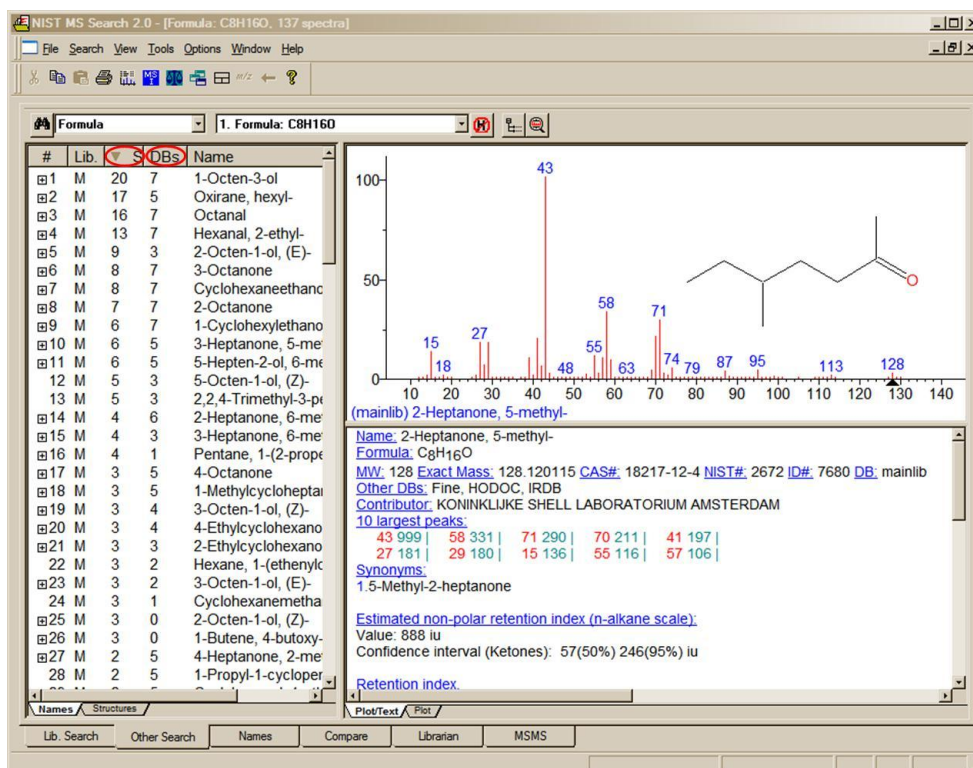 NIST MS Search 2.0 - [Formula: C8H16O, 137 spectra]
File Search View Tools Options Window Help
Formula 1. Formula: C8H16O
# Lib. S DBs Name
1 M 20 7 1-Octen-3-ol
2 M 17 5 Oxirane, hexyl-
3 M 16 7 Octanal
4 M 13 7 Hexanal, 2-ethyl-
5 M 9 3 2-Octen-1-ol, (E)-
6 M 8 7 3-Octanone
7 M 8 7 Cyclohexaneethano
8 M 7 7 2-Octanone
9 M 6 7 1-Cyclohexylethano
10 M 6 5 3-Heptanone, 5-me
11 M 6 5 5-Hepten-2-ol, 6-me
12 M 5 3 5-Octen-1-ol, (Z)-
13 M 5 3 2,2,4-Trimethyl-3-pe
14 M 4 6 2-Heptanone, 6-me
15 M 4 3 3-Heptanone, 6-me
16 M 4 1 Pentane, 1-(2-prope
17 M 3 5 4-Octanone
18 M 3 5 1-Methylcycloheptan
19 M 3 4 3-Octen-1-ol, (Z)-
20 M 3 4 4-Ethylcyclohexano
21 M 3 3 2-Ethylcyclohexano
22 M 3 2 Hexane, 1-(ethenylo
23 M 3 2 3-Octen-1-ol, (E)-
24 M 3 1 Cyclohexanemetha
25 M 3 0 2-Octen-1-ol, (Z)-
26 M 3 0 1-Butene, 4-butoxy-
27 M 2 5 4-Heptanone, 2-me
28 M 2 5 1-Propyl-1-cycloper
Names Structures
100
50
0
43
58
71
27
15
18
48
55
63
74
79
87
95
113
128
O
10 20 30 40 50 60 70 80 90 100 110 120 130 140
(mainlib) 2-Heptanone, 5-methyl-
Name: 2-Heptanone, 5-methyl-
Formula: C8H16O
MW: 128 Exact Mass: 128.120115 CAS#: 18217-12-4 NIST#: 2672 ID#: 7680 DB: mainlib
Other DBs: Fine, HODOC, IRDB
Contributor: KONINKLIJKE SHELL LABORATORIUM AMSTERDAM
10 largest peaks:
43 999 | 58 331 | 71 290 | 70 211 | 41 197 |
27 181 | 29 180 | 15 136 | 55 116 | 57 106 |
Synonyms:
1.5-Methyl-2-heptanone
Estimated non-polar retention index (n-alkane scale):
Value: 888 iu
Confidence interval (Ketones): 57(50%) 246(95%) iu
Retention index.
Plot/Text Plot
Lib. Search Other Search Names Compare Librarian MSMS